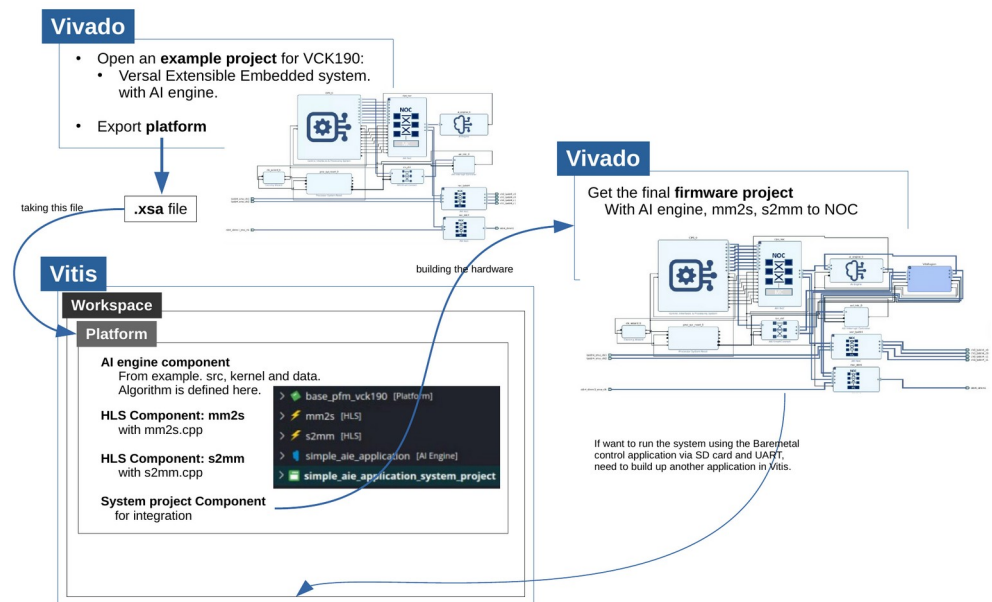 Vivado
• Open an example project for VCK190:
• Versal Extensible Embedded system.
with AI engine.
• Export platform
NOC
taking this file
.xsa file
Vivado
Get the final firmware project
With AI engine, mm2s, s2mm to NOC
NOC
building the hardware
Vitis
Workspace
Platform
AI engine component
From example. src, kernel and data.
Algorithm is defined here.
HLS Component: mm2s
with mm2s.cpp
HLS Component: s2mm
with s2mm.cpp
System project Component
for integration
> base_pfm_vck190 [Platform]
> mm2s [HLS]
> s2mm [HLS]
> simple_aie_application [AI Engine]
> simple_aie_application_system_project
If want to run the system using the Baremetal
control application via SD card and UART,
need to build up another application in Vitis.